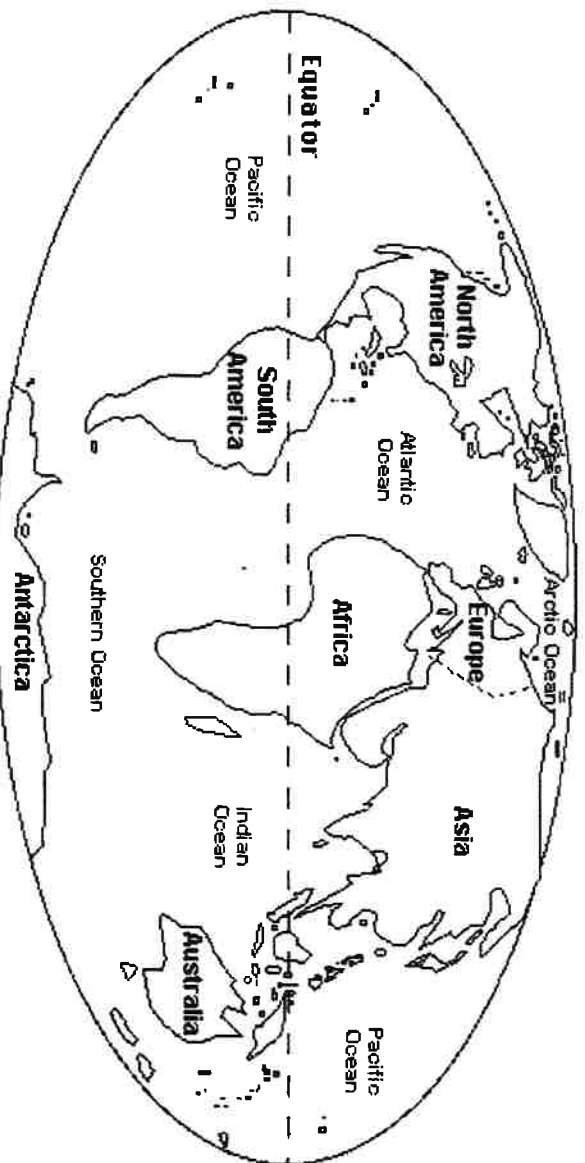 Equator
Pacific
Ocean
North
America
South
America
Atlantic
Ocean
Arctic Ocean
Europe
Africa
Asia
Southern Ocean
Antarctica
Indian
Ocean
Australia
Pacific
Ocean